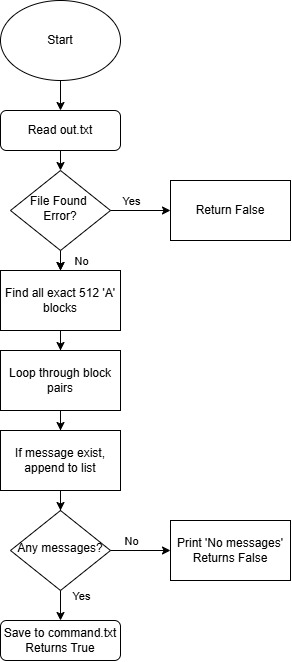 Start
Read out.txt
File Found
Error?
Yes
Return False
No
Find all exact 512 'A'
blocks
Loop through block
pairs
If message exist,
append to list
Any messages?
No
Print 'No messages'
Returns False
Yes
Save to command.txt
Returns True